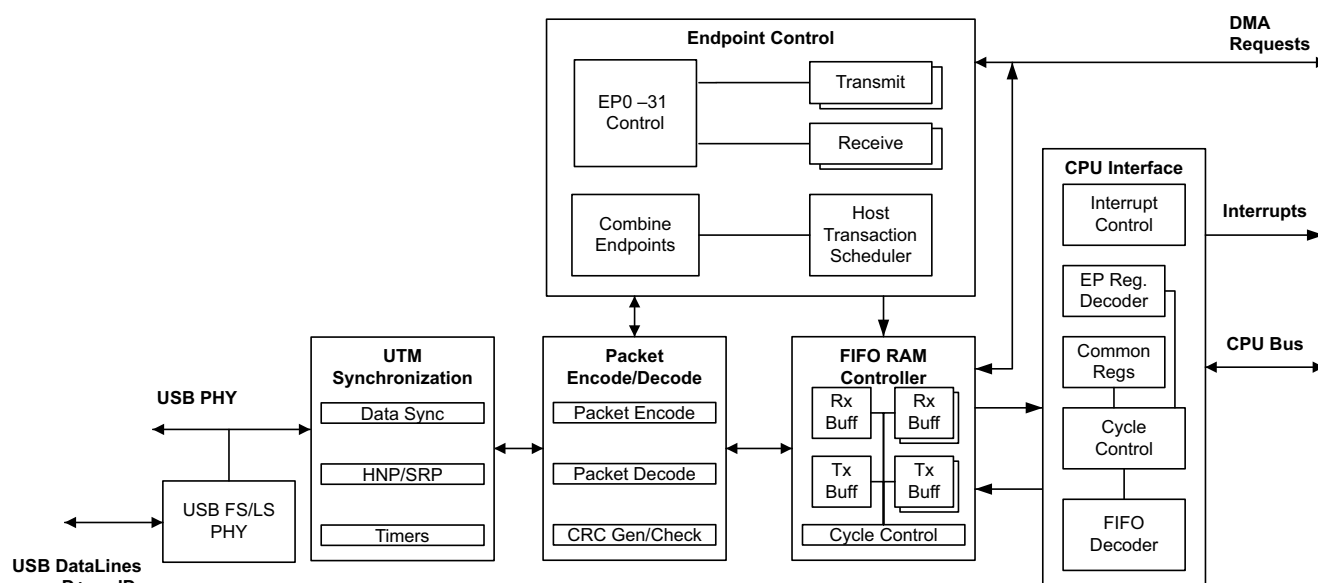 Endpoint Control
EP0 –31
Control
Transmit
Receive
Combine
Endpoints
Host
Transaction
Scheduler
DMA
Requests
CPU Interface
Interrupt
Control
EP Reg.
Decoder
Common
Regs
Cycle
Control
FIFO
Decoder
Interrupts
CPU Bus
UTM
Synchronization
Data Sync
HNP/SRP
Timers
Packet
Encode/Decode
Packet Encode
Packet Decode
CRC Gen/Check
FIFO RAM
Controller
Rx
Buff
Rx
Buff
Tx
Buff
Tx
Buff
Cycle Control
USB PHY
USB FS/LS
PHY
USB DataLines